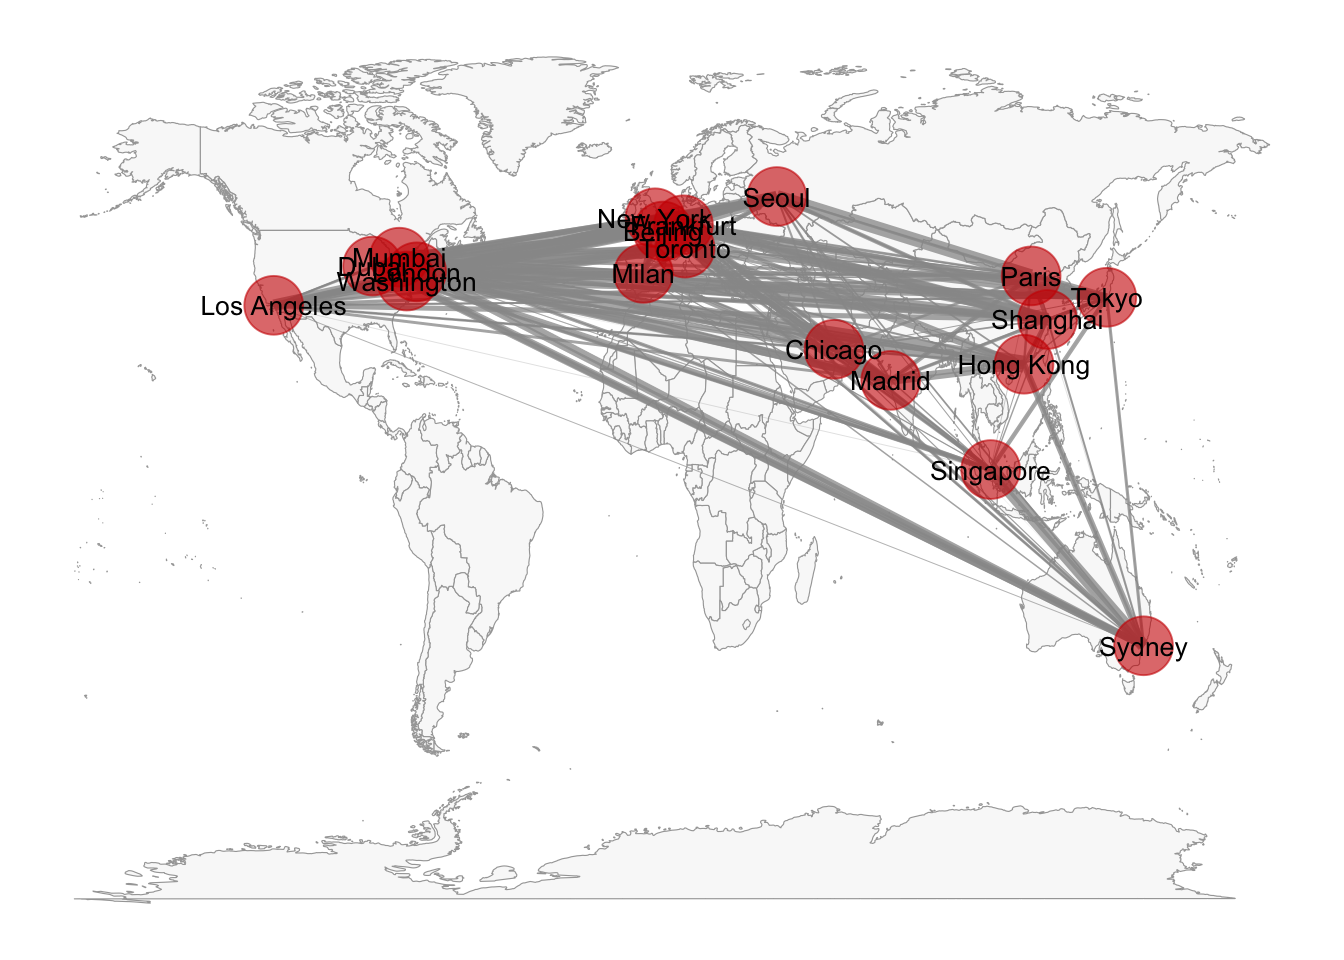 Seoul
New York
Frankfurt
Beijing
Toronto
Mumbai
Dubai
London
Washington
Milan
Paris
Los Angeles
Tokyo
Shanghai
Chicago
Hong Kong
Madrid
Singapore
Sydney